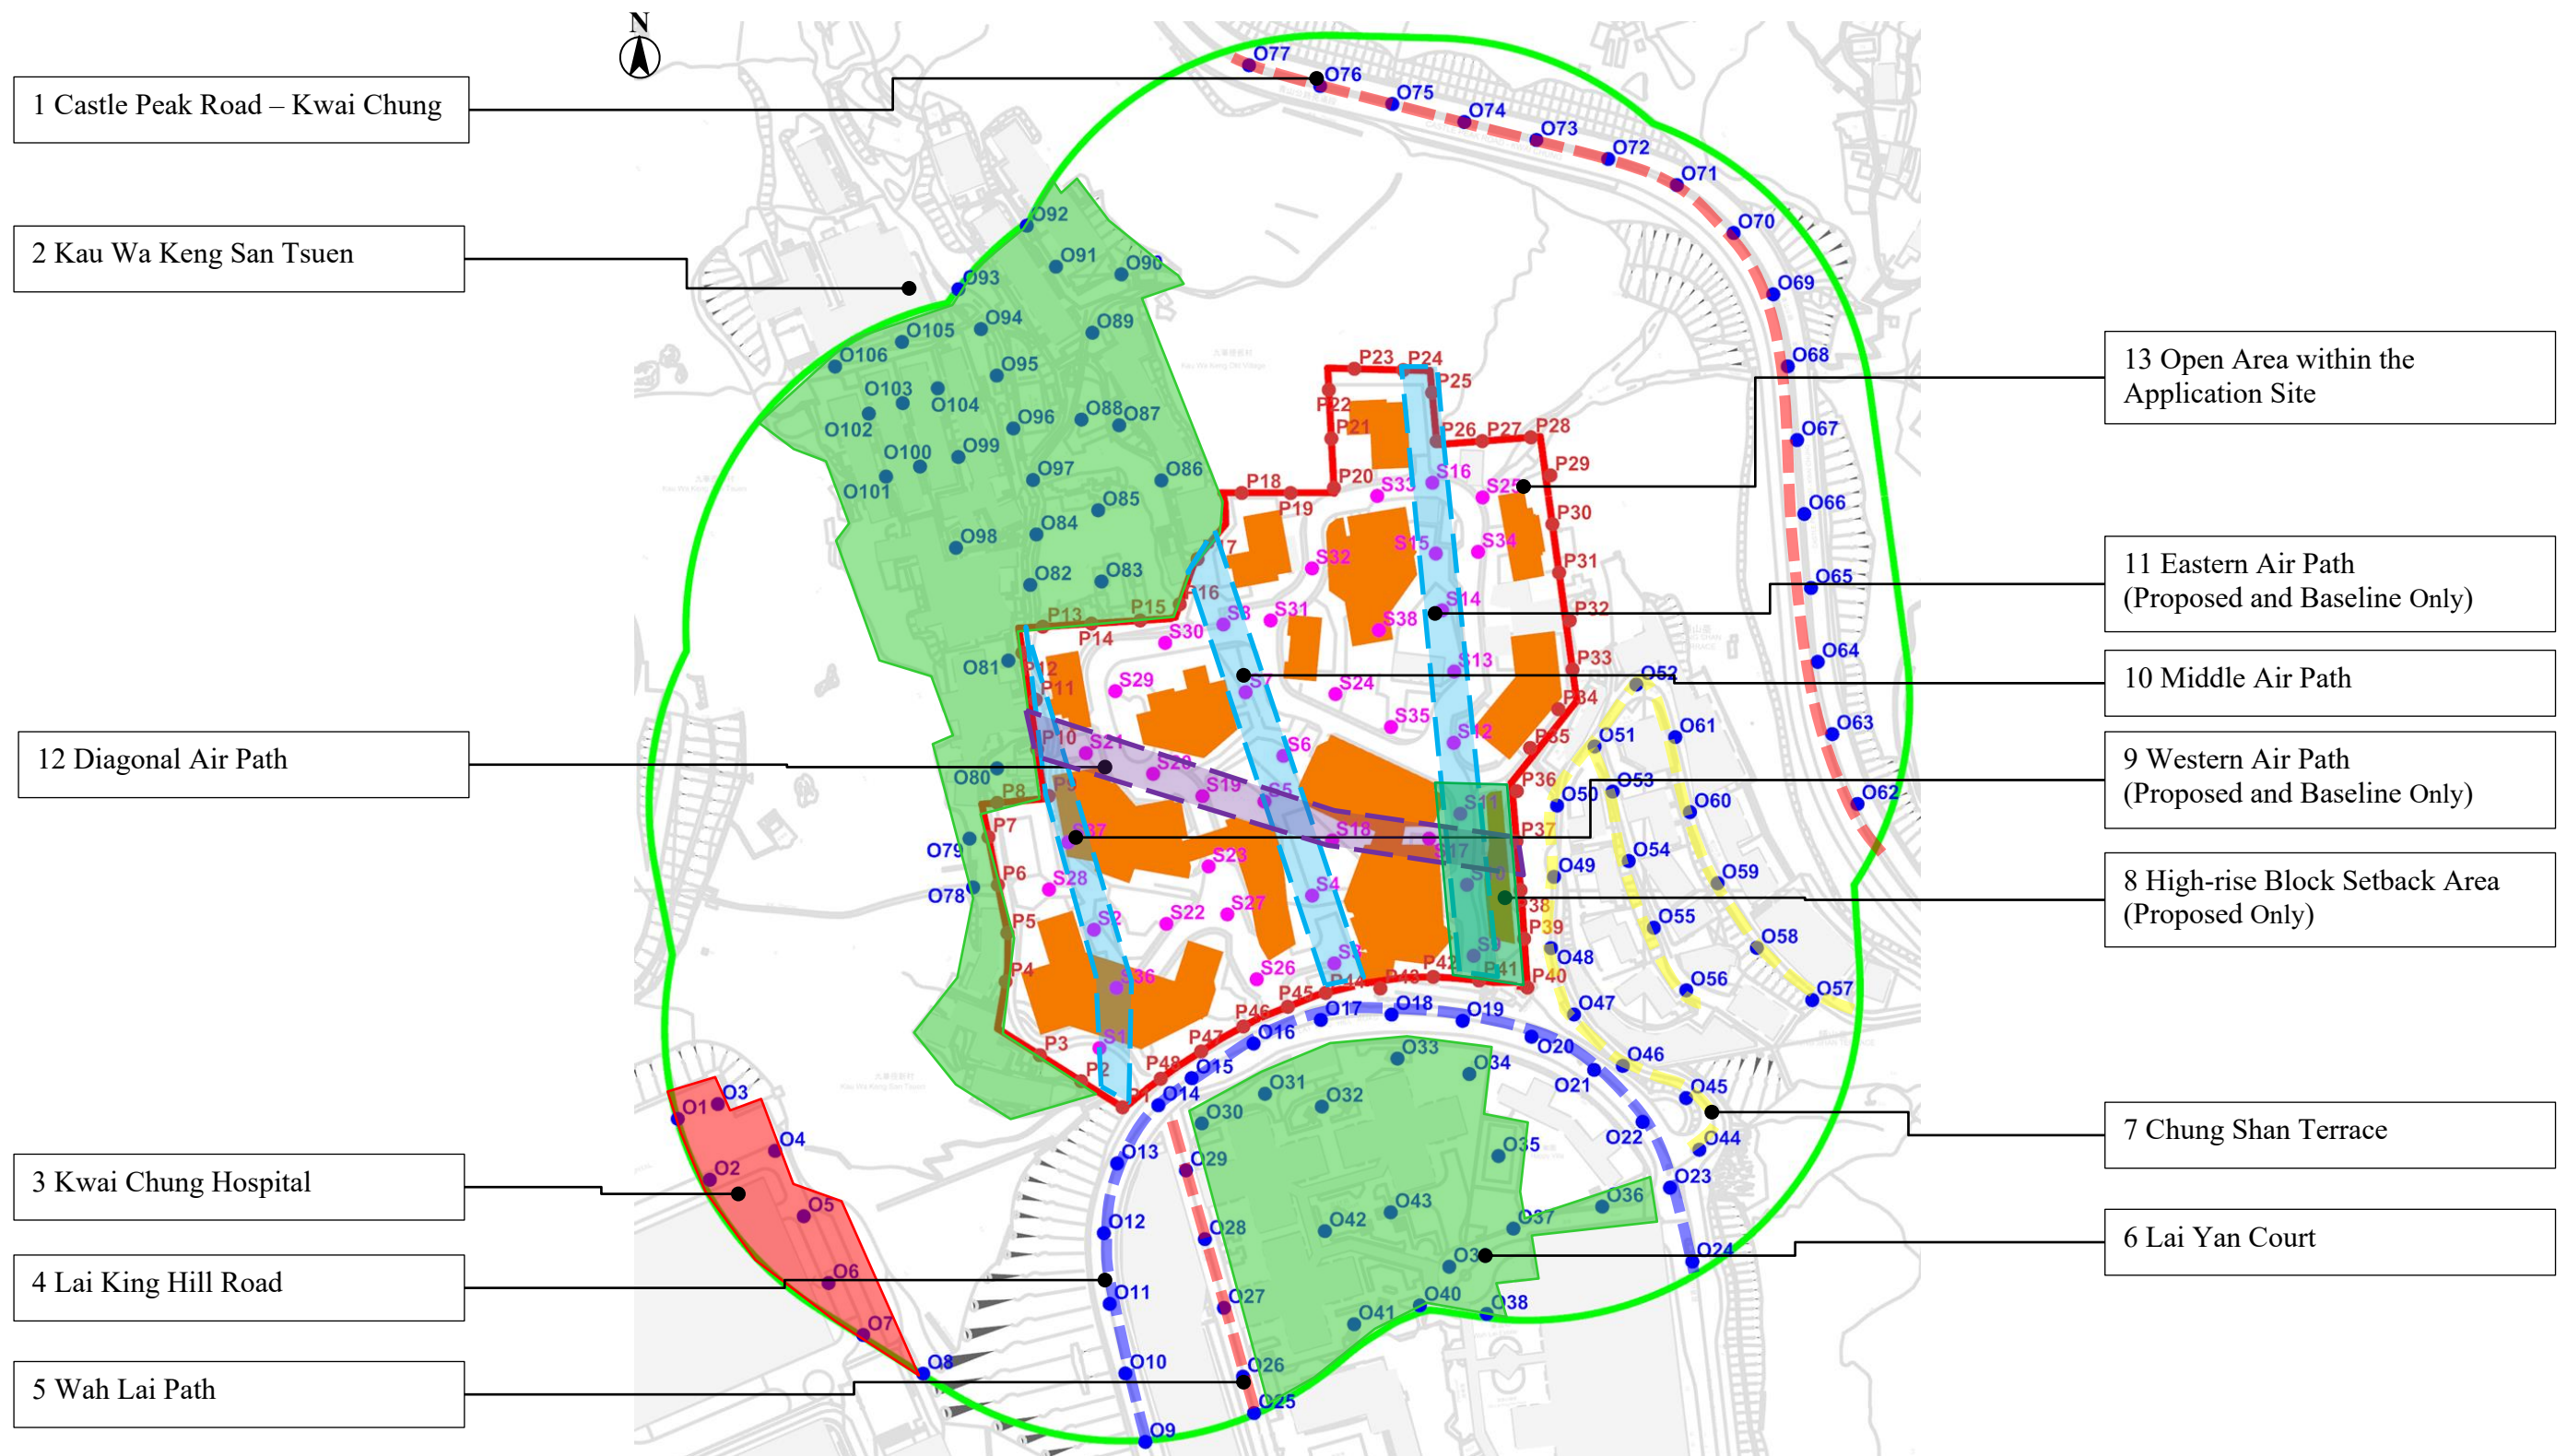 N
1 Castle Peak Road – Kwai Chung
2 Kau Wa Keng San Tsuen
12 Diagonal Air Path
3 Kwai Chung Hospital
4 Lai King Hill Road
5 Wah Lai Path
13 Open Area within the
Application Site
11 Eastern Air Path
(Proposed and Baseline Only)
10 Middle Air Path
9 Western Air Path
(Proposed and Baseline Only)
8 High-rise Block Setback Area
(Proposed Only)
7 Chung Shan Terrace
6 Lai Yan Court
O77
O76
O75
O74
O73
O72
O71
O70
O69
O68
O67
O66
O65
O64
O63
O62
O92
O91
O90
O93
O94
O89
O105
O106
O95
O103
O104
O102
O96
O88
O87
O99
O100
O101
O97
O86
O85
O84
O98
O82
O83
O81
O80
O79
O78
P23
P24
P25
P22
P21
P26
P27
P28
P29
P20
P18
P19
P30
P31
P32
P33
P34
P35
P36
P37
P38
P39
P40
P41
P42
P43
P44
P45
P46
P47
P48
P16
P15
P14
P13
P12
P11
P10
P9
P8
P7
P6
P5
P4
P3
P2
S16
S25
S33
S15
S34
S32
S14
S8
S31
S38
S30
S13
S7
S29
S24
S35
S12
S6
S21
S20
S19
S5
S11
S18
S17
S37
S23
S28
S10
S4
S27
S22
S2
S9
S3
S26
S36
S1
O52
O61
O51
O53
O50
O60
O54
O49
O59
O55
O58
O48
O56
O57
O47
O46
O45
O44
O17
O18
O19
O20
O21
O22
O23
O24
O16
O15
O14
O13
O12
O11
O10
O9
O33
O34
O31
O32
O30
O35
O29
O36
O43
O42
O37
O28
O27
O40
O38
O41
O26
O25
O1
O3
O4
O2
O5
O6
O7
O8